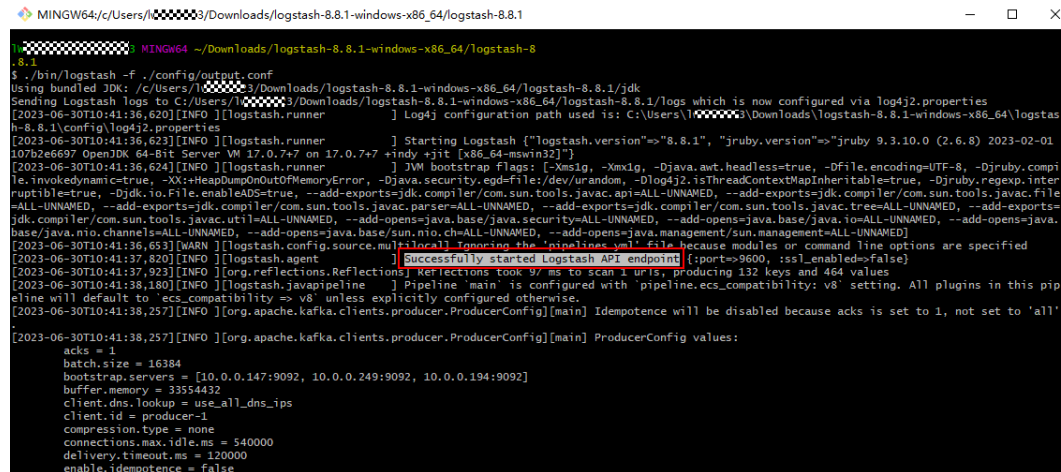 MINGW64:/c/Users/lw3/Downloads/logstash-8.8.1-windows-x86_64/logstash-8.8.1
lw3 MINGW64 ~/Downloads/logstash-8.8.1-windows-x86_64/logstash-8
.8.1
$ ./bin/logstash -f ./config/output.conf
Using bundled JDK: /c/Users/l3/Downloads/logstash-8.8.1-windows-x86_64/logstash-8.8.1/jdk
Sending Logstash logs to C:/Users/l3/Downloads/logstash-8.8.1-windows-x86_64/logstash-8.8.1/logs which is now configured via log4j2.properties
[2023-06-30T10:41:36,620][INFO ][logstash.runner          ] Log4j configuration path used is: C:\Users\l3\Downloads\logstash-8.8.1-windows-x86_64\logstas
h-8.8.1\config\log4j2.properties
[2023-06-30T10:41:36,623][INFO ][logstash.runner          ] Starting Logstash {"logstash.version"=>"8.8.1", "jruby.version"=>"jruby 9.3.10.0 (2.6.8) 2023-02-01
107b2e6697 OpenJDK 64-Bit Server VM 17.0.7+7 on 17.0.7+7 +indy +jit [x86_64-mswin32]"}
[2023-06-30T10:41:36,624][INFO ][logstash.runner          ] JVM bootstrap flags: [-Xms1g, -Xmx1g, -Djava.awt.headless=true, -Dfile.encoding=UTF-8, -Djruby.compi
le.invokedynamic=true, -XX:+HeapDumpOnOutOfMemoryError, -Djava.security.egd=file:/dev/urandom, -Dlog4j2.isThreadContextMapInheritable=true, -Djruby.regexp.inter
ruptible=true, -Djdk.io.File.enableADS=true, --add-exports=jdk.compiler/com.sun.tools.javac.api=ALL-UNNAMED, --add-exports=jdk.compiler/com.sun.tools.javac.file
=ALL-UNNAMED, --add-exports=jdk.compiler/com.sun.tools.javac.parser=ALL-UNNAMED, --add-exports=jdk.compiler/com.sun.tools.javac.tree=ALL-UNNAMED, --add-exports=
jdk.compiler/com.sun.tools.javac.util=ALL-UNNAMED, --add-opens=java.base/java.security=ALL-UNNAMED, --add-opens=java.base/java.io=ALL-UNNAMED, --add-opens=java.
base/java.nio.channels=ALL-UNNAMED, --add-opens=java.base/sun.nio.ch=ALL-UNNAMED, --add-opens=java.management/sun.management=ALL-UNNAMED]
[2023-06-30T10:41:36,653][WARN ][logstash.config.source.multilocal] Ignoring the 'pipelines.yml' file because modules or command line options are specified
[2023-06-30T10:41:37,820][INFO ][logstash.agent           ] Successfully started Logstash API endpoint {:port=>9600, :ssl_enabled=>false}
[2023-06-30T10:41:37,923][INFO ][org.reflections.Reflections] Reflections took 97 ms to scan 1 urls, producing 132 keys and 464 values
[2023-06-30T10:41:38,180][INFO ][logstash.javapipeline    ] Pipeline `main` is configured with `pipeline.ecs_compatibility: v8` setting. All plugins in this pip
eline will default to `ecs_compatibility => v8` unless explicitly configured otherwise.
[2023-06-30T10:41:38,257][INFO ][org.apache.kafka.clients.producer.ProducerConfig][main] Idempotence will be disabled because acks is set to 1, not set to 'all'
.
[2023-06-30T10:41:38,257][INFO ][org.apache.kafka.clients.producer.ProducerConfig][main] ProducerConfig values:
acks = 1
batch.size = 16384
bootstrap.servers = [10.0.0.147:9092, 10.0.0.249:9092, 10.0.0.194:9092]
buffer.memory = 33554432
client.dns.lookup = use_all_dns_ips
client.id = producer-1
compression.type = none
connections.max.idle.ms = 540000
delivery.timeout.ms = 120000
enable.idempotence = false